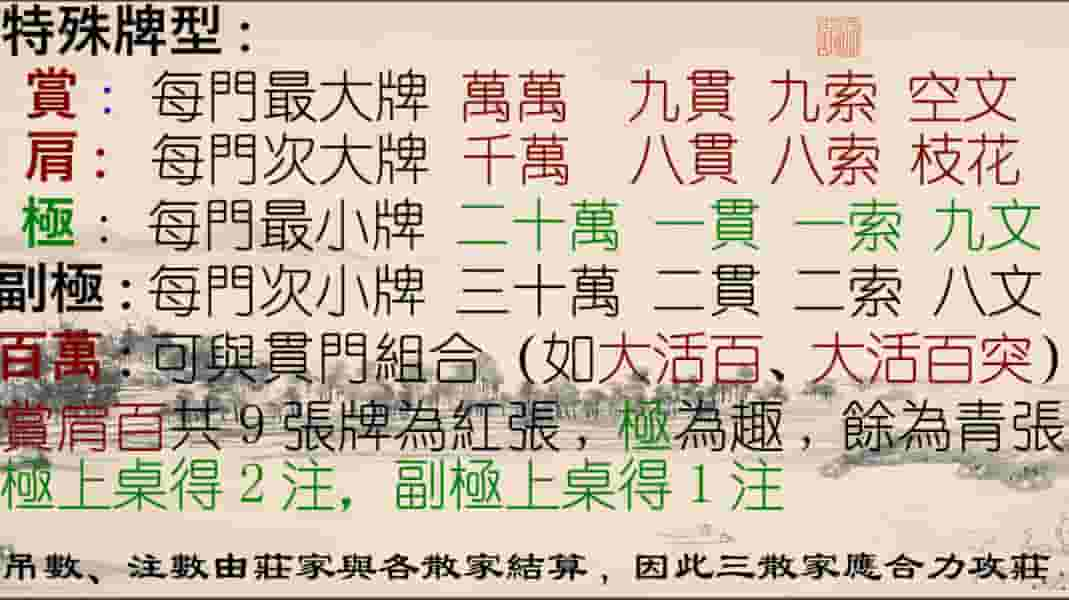 特殊牌型：
賞： 每門最大牌 萬萬 九貫 九索 空文
肩： 每門次大牌 千萬 八貫 八索 枝花
極： 每門最小牌 二十萬 一貫 一索 九文
副極：每門次小牌 三十萬 二貫 二索 八文
百萬：可與貫門組合（如大活百、大活百突）
賞肩百共9張牌為紅張，極為趣，餘為青張
極上桌得2注，副極上桌得1注
吊數、注數由莊家與各散家結算，因此三散家應合力攻莊